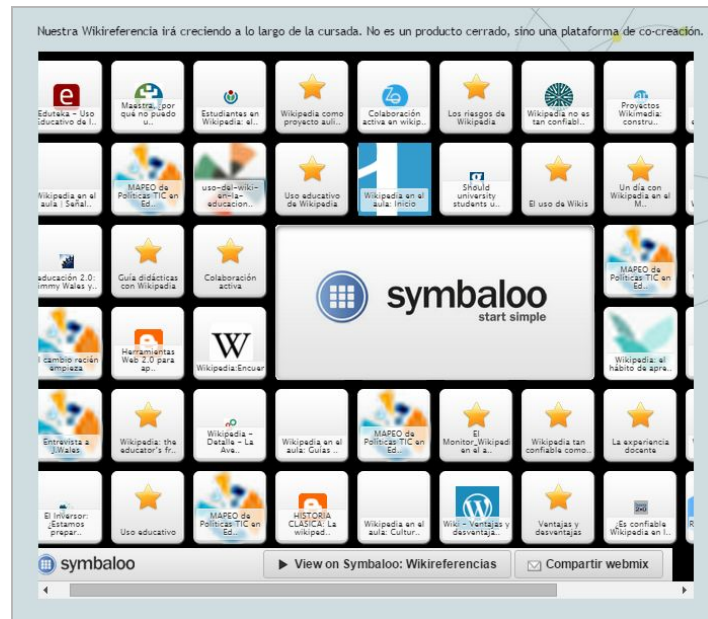 Nuestra Wikireferencia irá creciendo a lo largo de la cursada. No es un producto cerrado, sino una plataforma de co-creación.
Eduteka - Uso
Educativo de l..
Maestra, ¿por
qué no puedo
u..
Estudiantes en
Wikipedia: el..
Wikipedia como
proyecto auli..
Colaboración
activa en wikip..
Los riesgos de
Wikipedia
Wikipedia no es
tan confiabl..
Proyectos
Wikimedia:
constru..
Wikipedia en el
aula | Señal..
MAPEO de
Políticas TIC en
Ed..
uso-del-wiki-
en-la-
educacion..
Uso educativo
de Wikipedia
Wikipedia en el
aula: Inicio
Should
university
students u..
El uso de Wikis
Un día con
Wikipedia en el
M..
educación 2.0:
Jimmy Wales y..
Guía didácticas
con Wikipedia
Colaboración
activa
symbaloo
start simple
MAPEO de
Políticas TIC en
Ed..
l cambio recién
empieza
Herramientas
Web 2.0 para
ap..
W
Wikipedia:Encuer
Wikipedia: el
hábito de apre..
Entrevista a
J.Wales
Wikipedia: the
educator's fr..
Wikipedia -
Detalle - La
Ave..
Wikipedia en el
aula: Guías ..
MAPEO de
Políticas TIC en
Ed..
El
Monitor_Wikiped
en el a..
Wikipedia tan
confiable como..
La experiencia
docente
El Inversor:
¿Estamos
prepar..
Uso educativo
MAPEO de
Políticas TIC en
Ed..
HISTORIA
CLASICA: La
wikiped..
Wikipedia en el
aula: Cultur..
Wiki - Ventajas y
desventaja..
Ventajas y
desventajas
¿Es confiable
Wikipedia en l..
symbaloo
View on Symbaloo: Wikireferencias
Compartir webmix